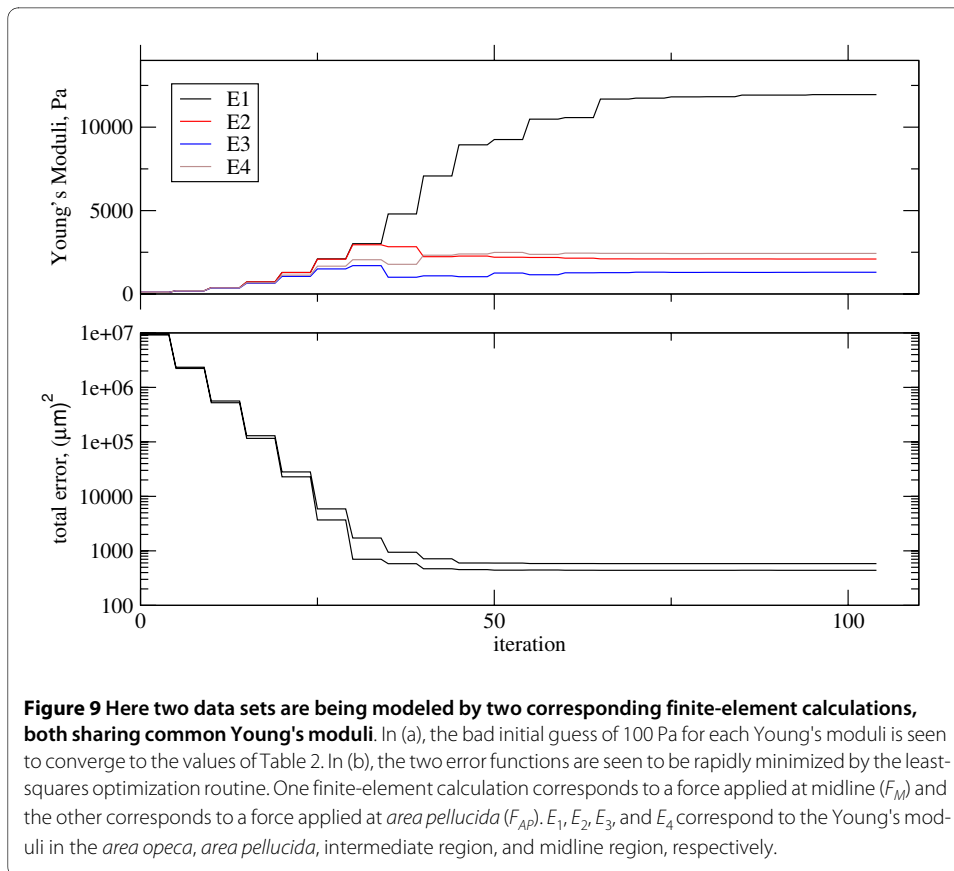 Young's Moduli, Pa
10000
5000
0
E1
E2
E3
E4
total error, (μm)²
1e+07
1e+06
1e+05
10000
1000
100
0
50
100
iteration
Figure 9 Here two data sets are being modeled by two corresponding finite-element calculations,
both sharing common Young's moduli. In (a), the bad initial guess of 100 Pa for each Young's moduli is seen
to converge to the values of Table 2. In (b), the two error functions are seen to be rapidly minimized by the least-
squares optimization routine. One finite-element calculation corresponds to a force applied at midline (F_M) and
the other corresponds to a force applied at area pellucida (F_AP). E₁, E₂, E₃, and E₄ correspond to the Young's mod-
uli in the area opeca, area pellucida, intermediate region, and midline region, respectively.